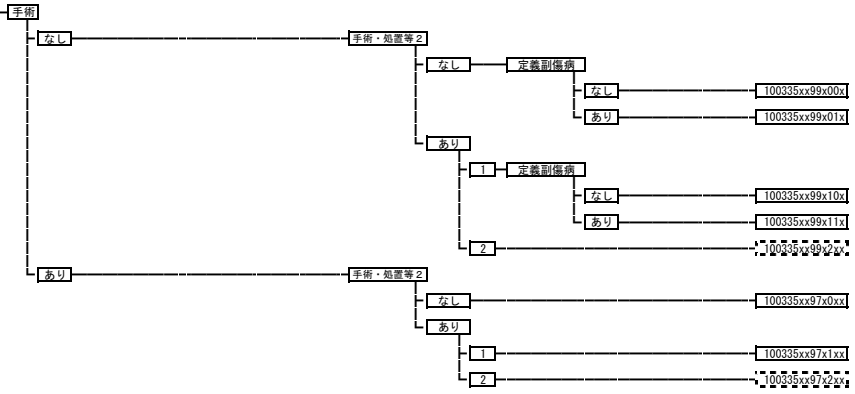 手術
なし 手術・処置等2
なし 定義副傷病
なし 100335xx99x00x
あり 100335xx99x01x
あり
1 定義副傷病
なし 100335xx99x10x
あり 100335xx99x11x
2 100335xx99x2xx
あり 手術・処置等2
なし 100335xx97x0xx
あり
1 100335xx97x1xx
2 100335xx97x2xx